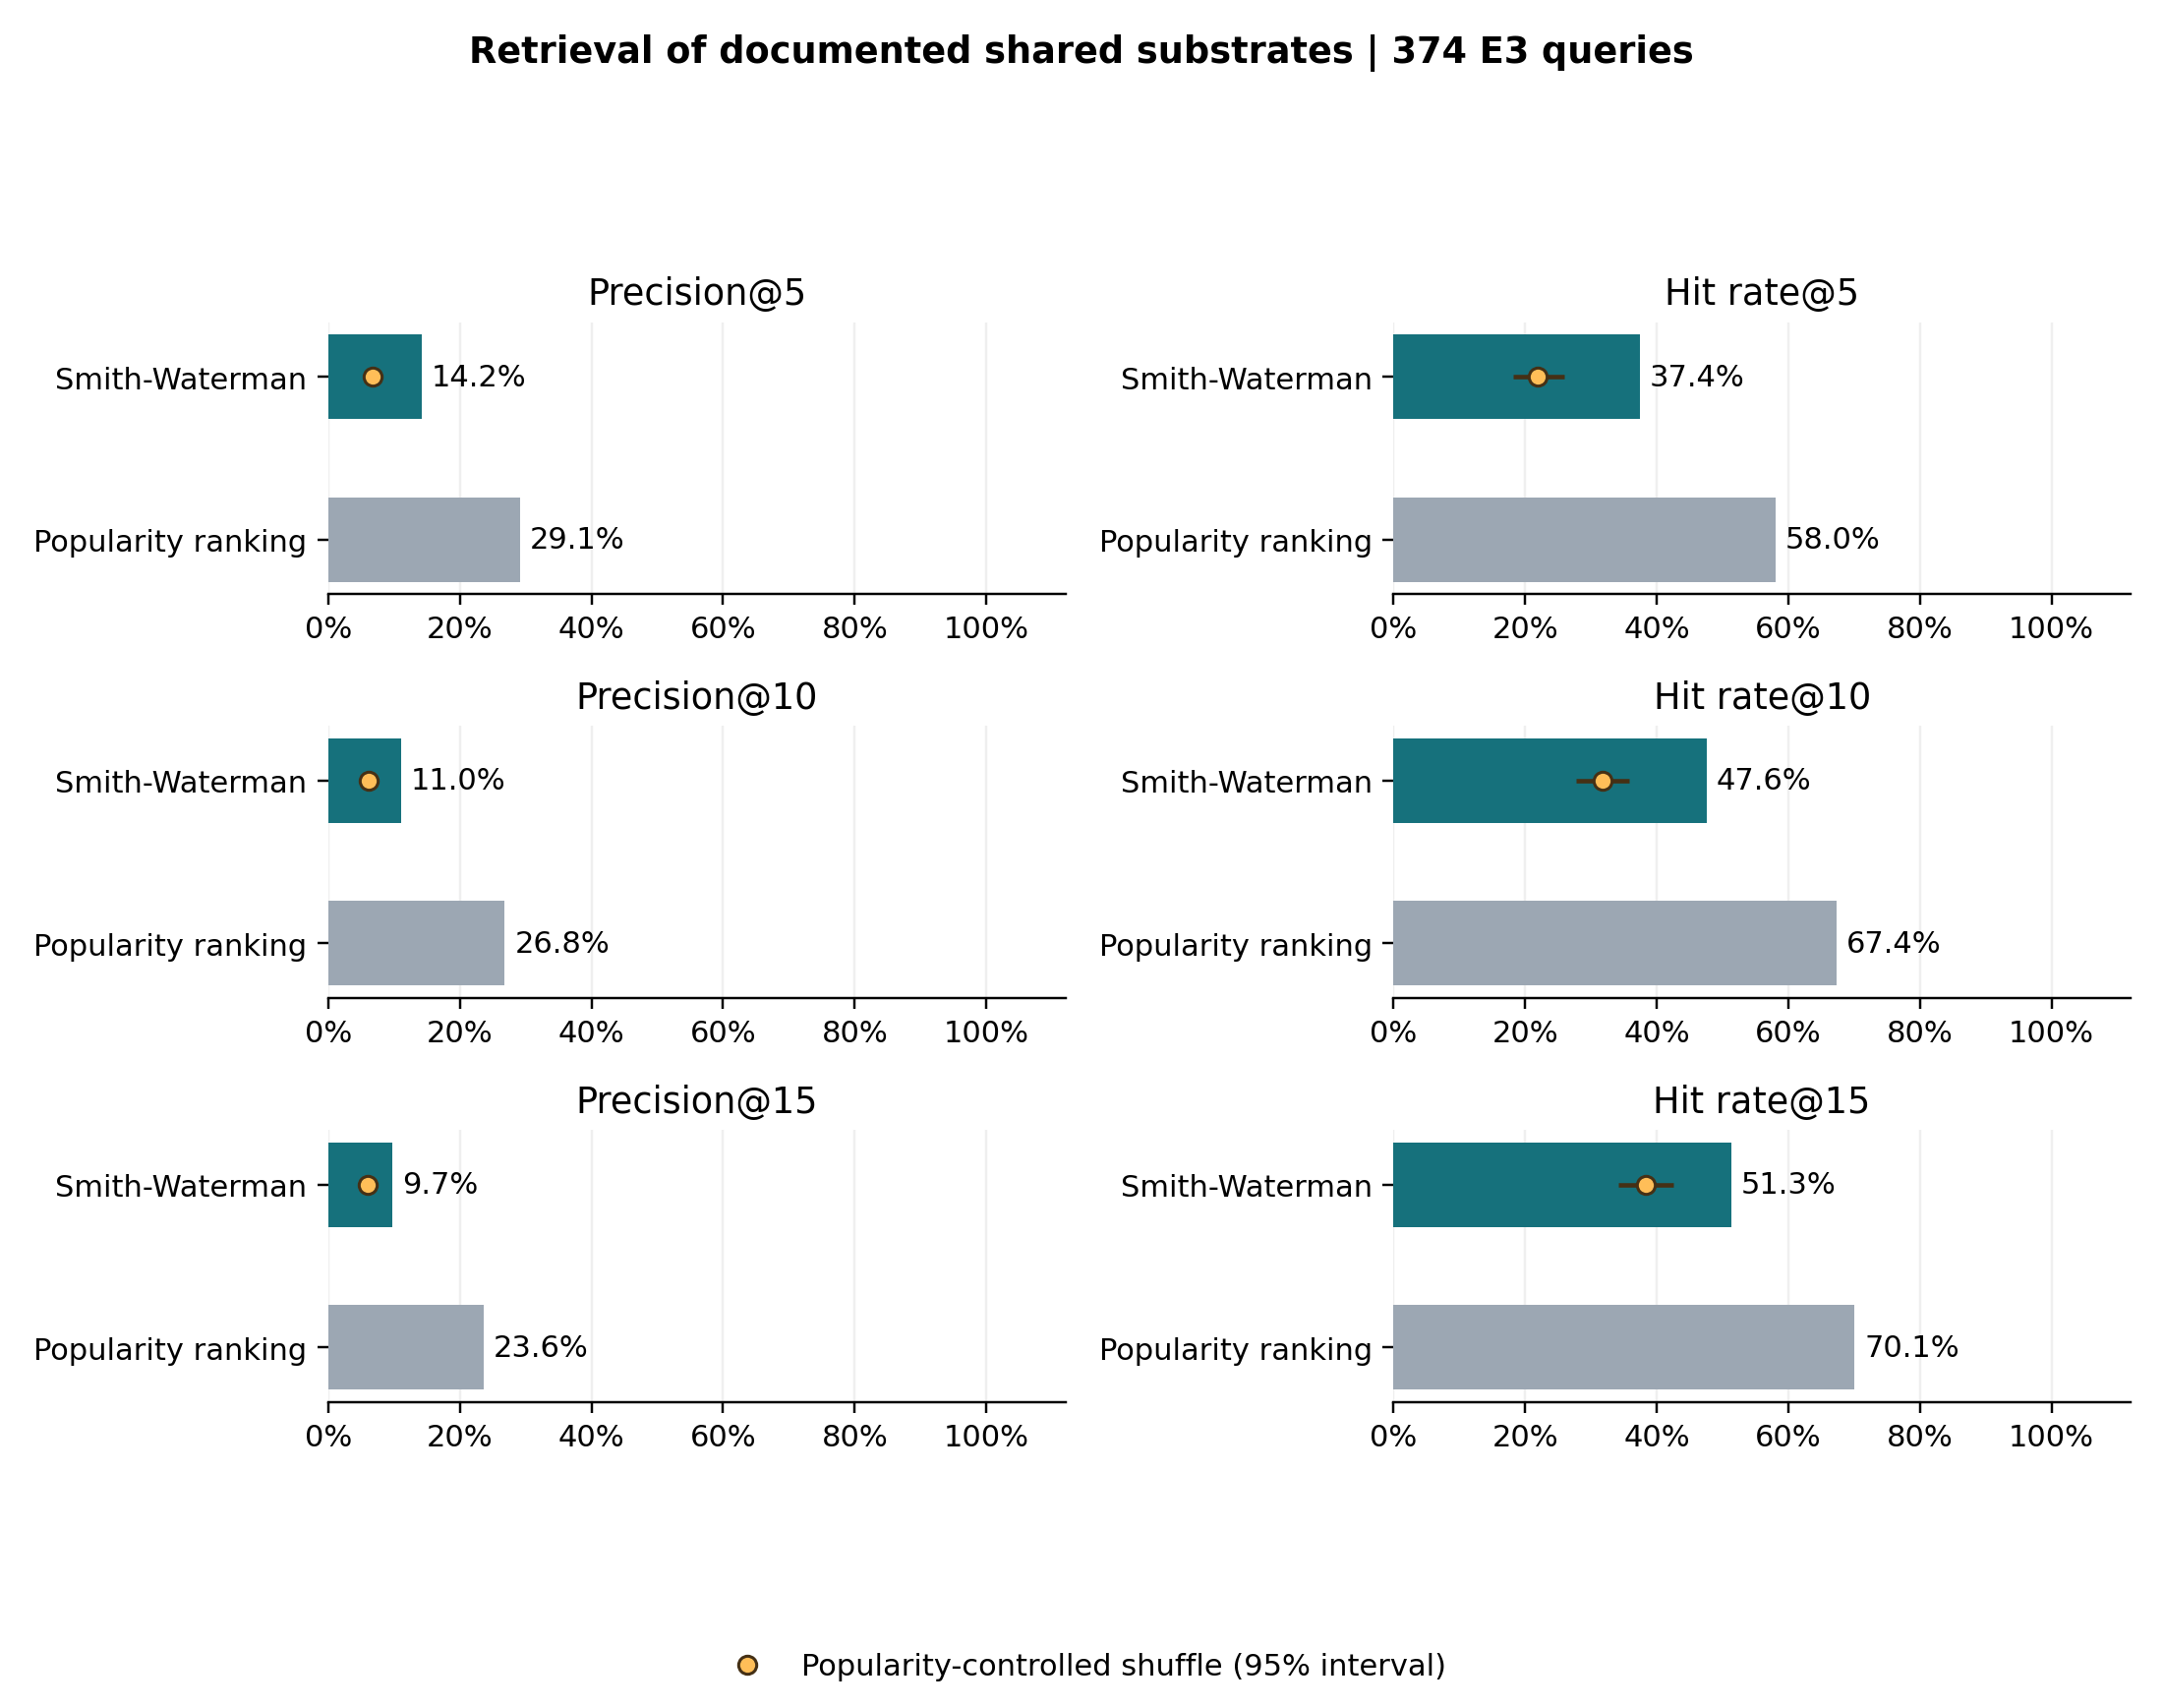 Retrieval of documented shared substrates | 374 E3 queries
Precision@5
Smith-Waterman
14.2%
Popularity ranking
29.1%
0% 20% 40% 60% 80% 100%
Hit rate@5
Smith-Waterman
37.4%
Popularity ranking
58.0%
0% 20% 40% 60% 80% 100%
Precision@10
Smith-Waterman
11.0%
Popularity ranking
26.8%
0% 20% 40% 60% 80% 100%
Hit rate@10
Smith-Waterman
47.6%
Popularity ranking
67.4%
0% 20% 40% 60% 80% 100%
Precision@15
Smith-Waterman
9.7%
Popularity ranking
23.6%
0% 20% 40% 60% 80% 100%
Hit rate@15
Smith-Waterman
51.3%
Popularity ranking
70.1%
0% 20% 40% 60% 80% 100%
Popularity-controlled shuffle (95% interval)